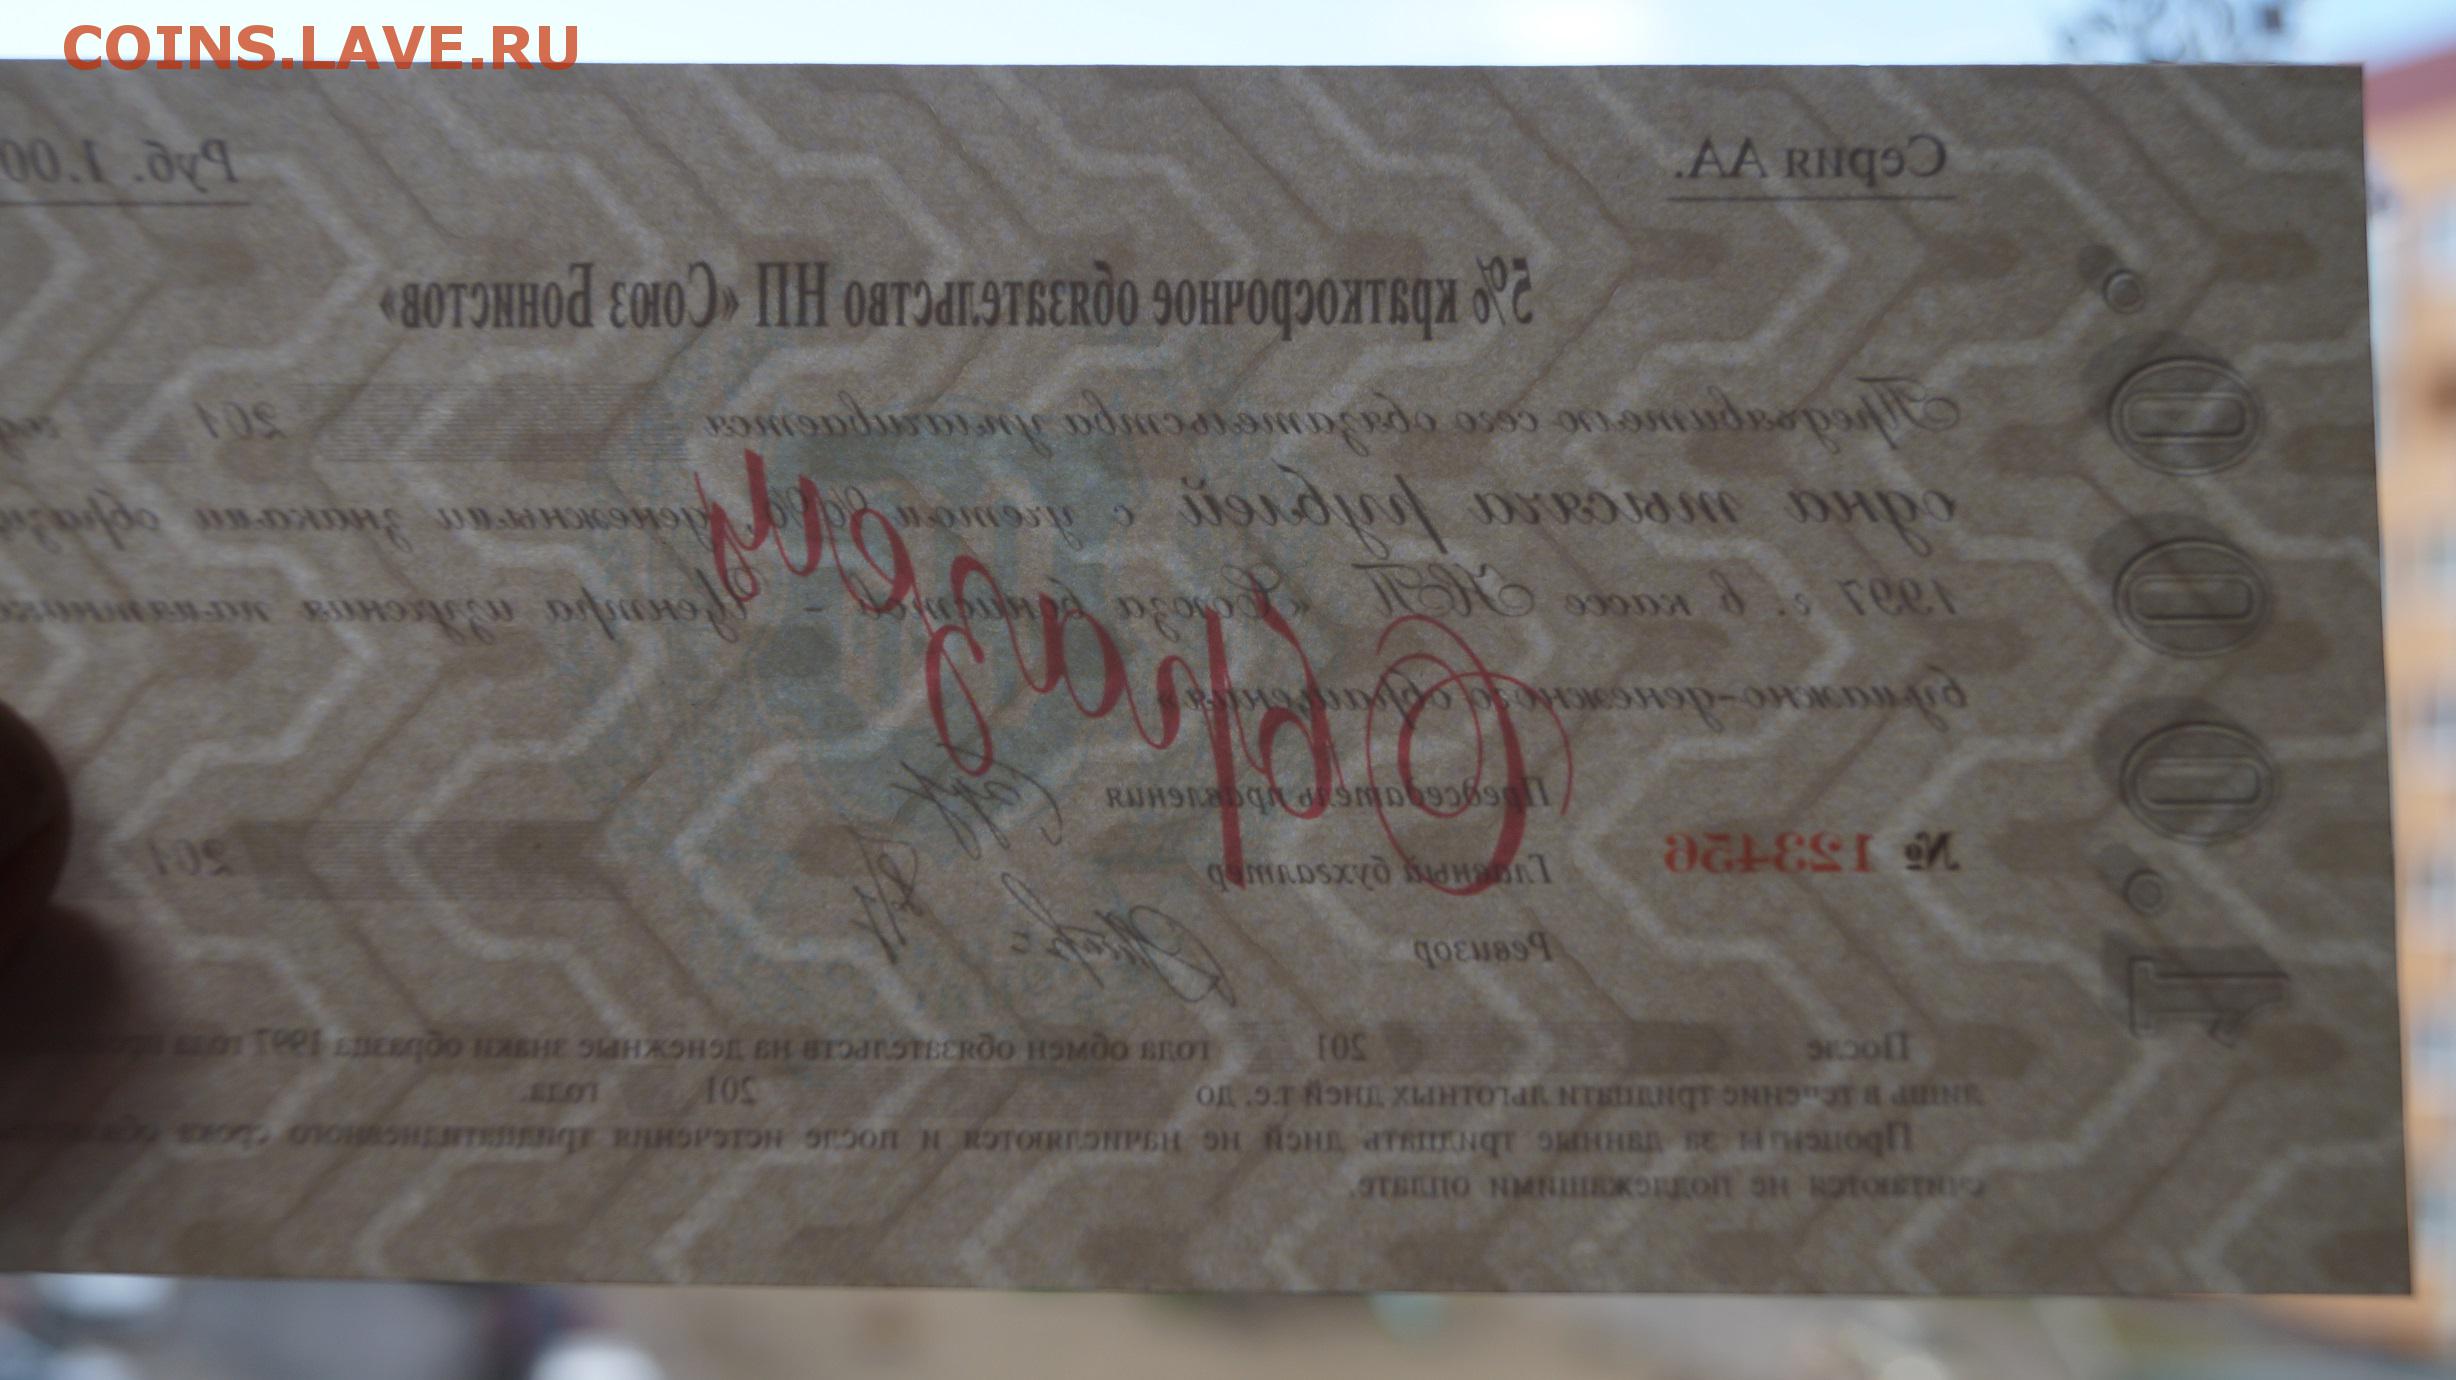 COINS.LAVE.RU
Серия АА. Руб. 1.00
5% краткосрочное обязательство НП «Союз Бонистов»
Предъявителю сего обязательства уплачивается 201
одна тысяча рублей с учетом денежными знаками образца
1997 г. в кассе НП «Союза бонистов – Центра изучения памятников
бумажно-денежного обращения»
Образец
Председатель правления
№ 123456 Главный бухгалтер 201
Ревизор
После 201 года обмен обязательств на денежные знаки образца 1997 года
лишь в течение тридцати льготных дней т.е. до 201 года.
Проценты за данные тридцать дней не начисляются и после истечения тридцатидневного срока
считаются не подлежащими оплате.
1.000.